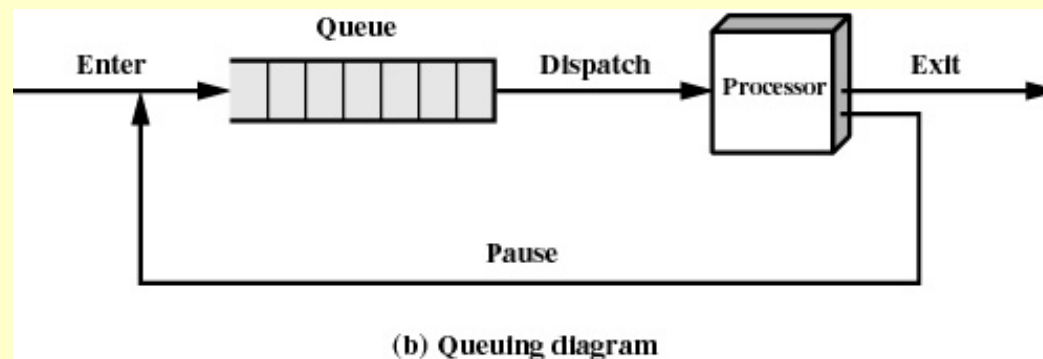 Queue
Enter
Dispatch
Processor
Exit
Pause
(b) Queuing diagram